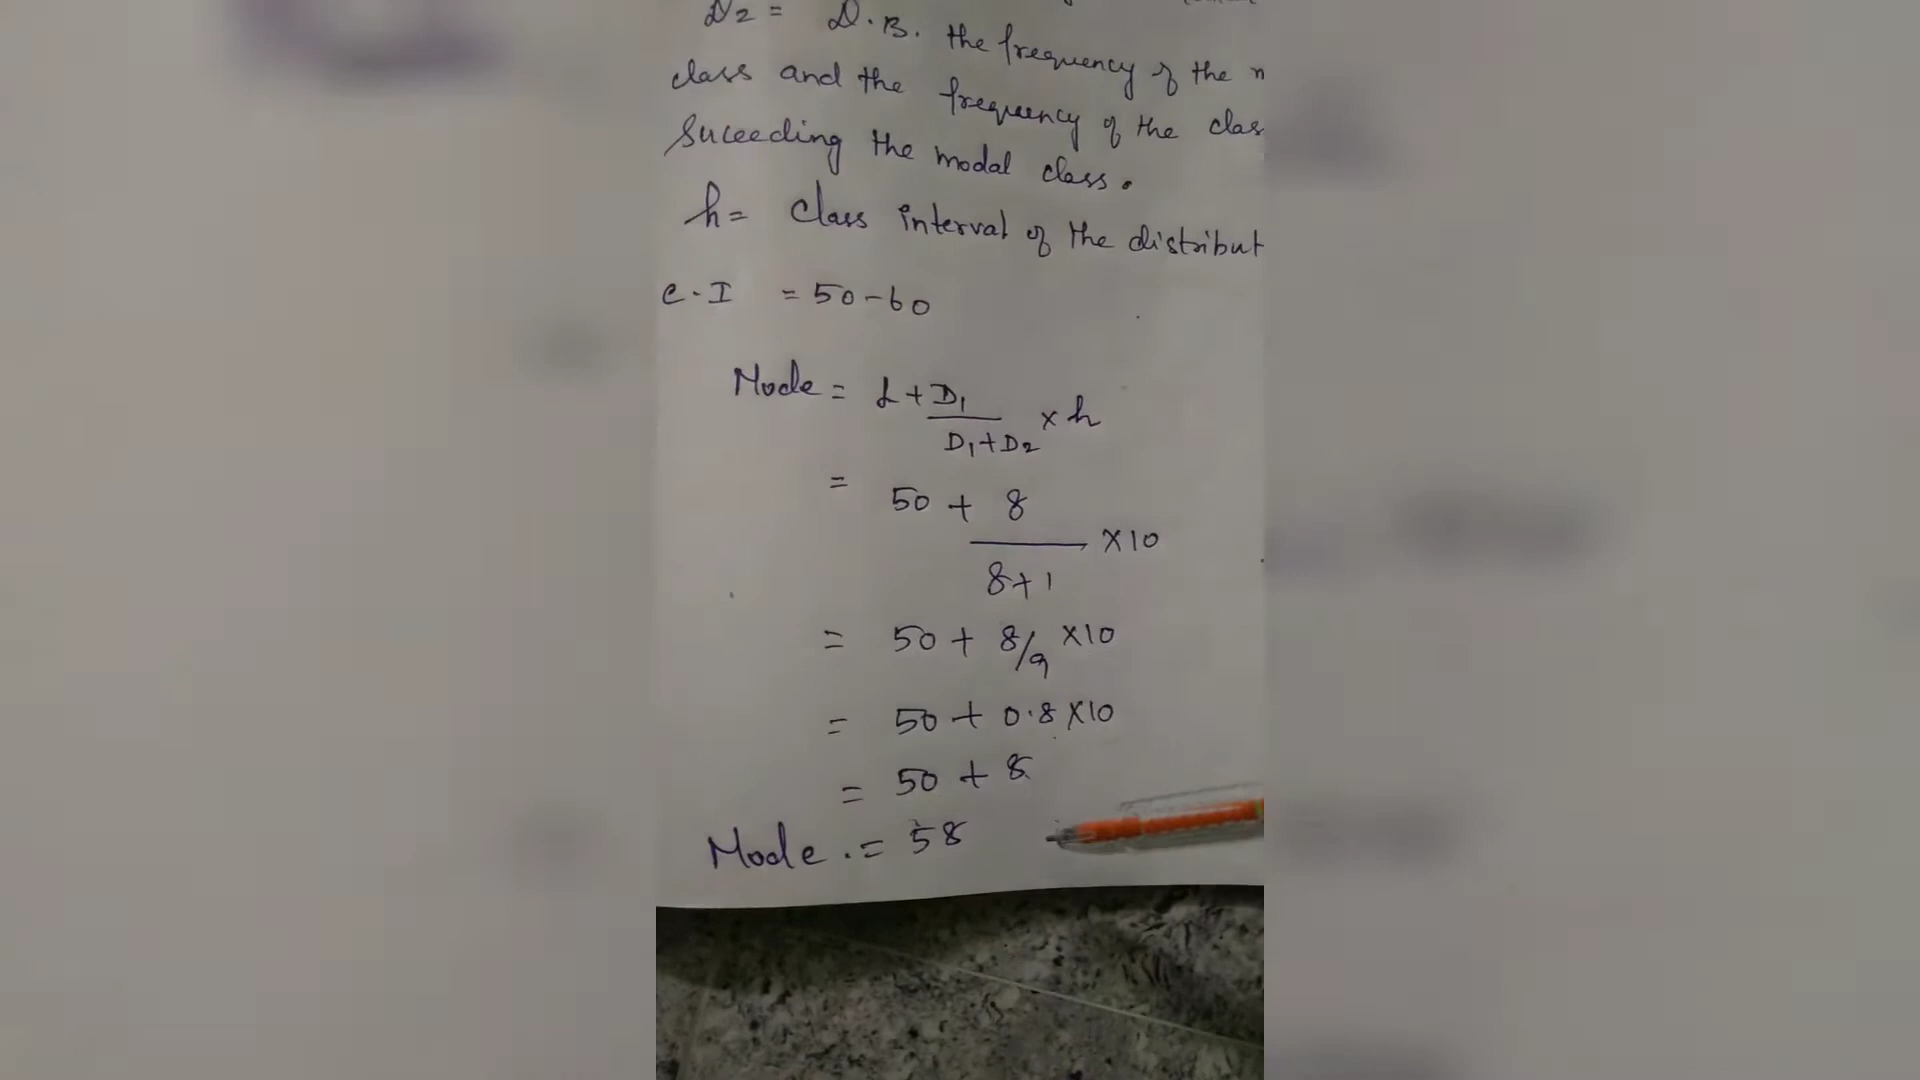 D2 = D.B. the frequency of the
class and the frequency of the clas
Suceeding the modal class.
h = Class interval of the distribut
C.I = 50-60
Mode = L + D1
D1+D2 × h
= 50 + 8
8+1 ×10
= 50 + 8/9 ×10
= 50 + 0.8 ×10
= 50 + 8
Mode . = 58